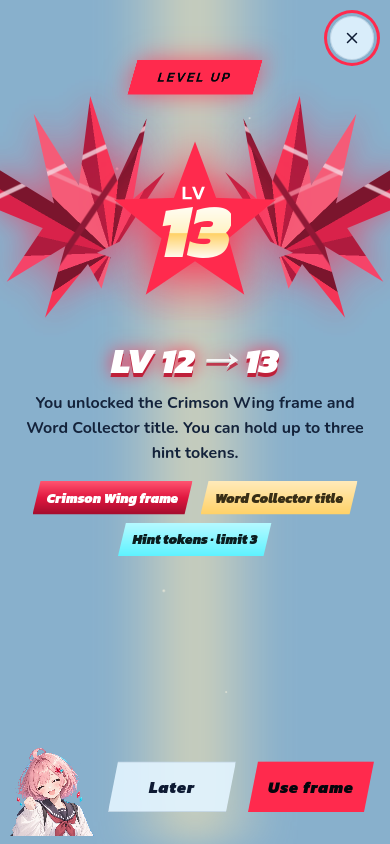 LEVEL UP
LV
13
LV 12 → 13
You unlocked the Crimson Wing frame and
Word Collector title. You can hold up to three
hint tokens.
Crimson Wing frame
Word Collector title
Hint tokens · limit 3
Later
Use frame